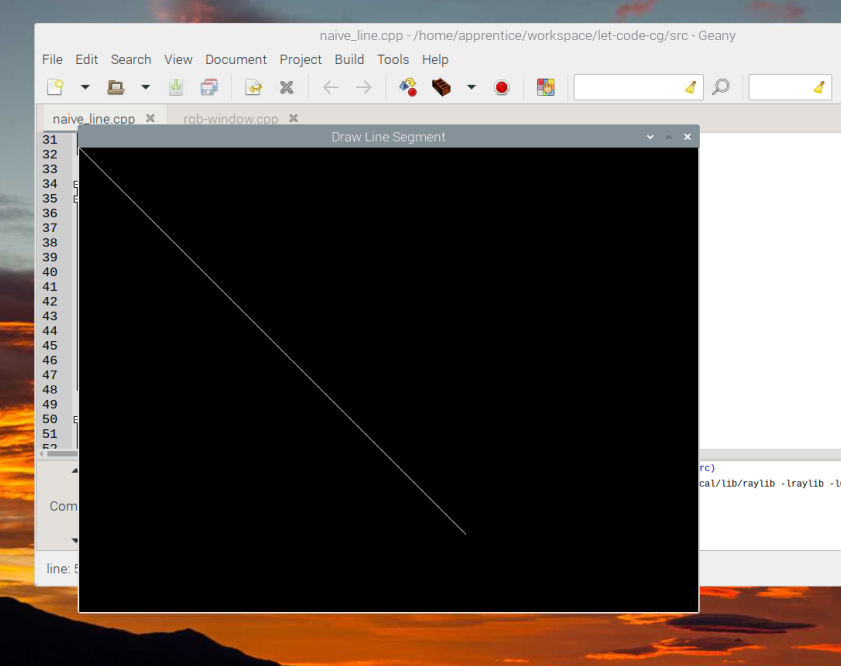 naive_line.cpp - /home/apprentice/workspace/let-code-cg/src - Geany
File Edit Search View Document Project Build Tools Help
naive_line.cpp rgb-window.cpp
Draw Line Segment
31
32
33
34
35
36
37
38
39
40
41
42
43
44
45
46
47
48
49
50
51
52
rc)
cal/lib/raylib -lraylib -l
Com
line: 5